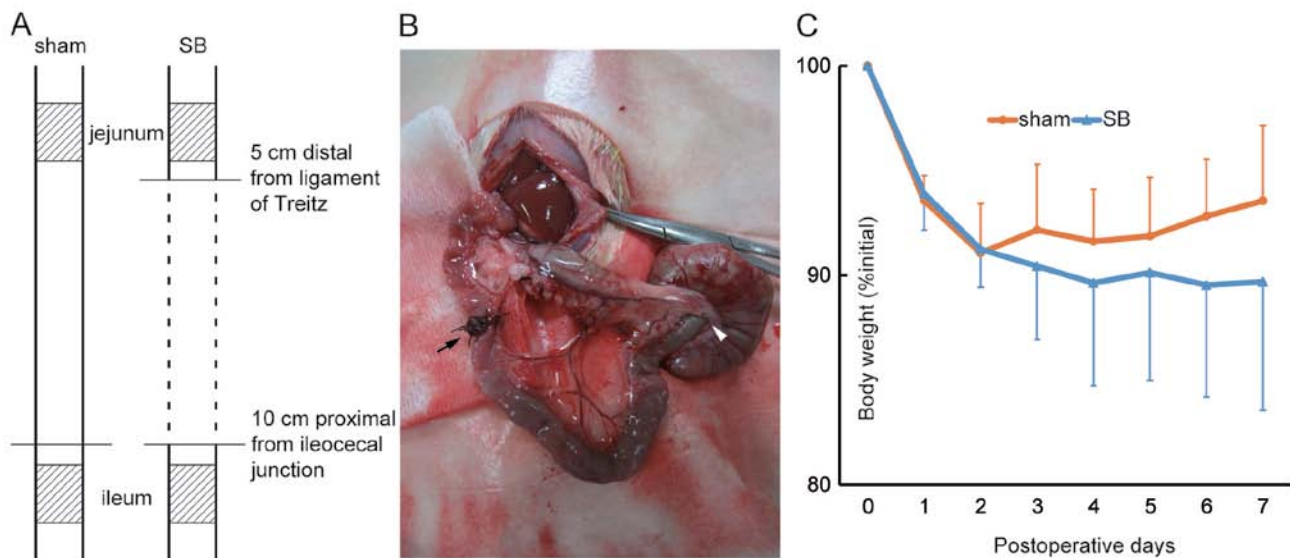 A
sham
SB
jejunum
5 cm distal
from ligament
of Treitz
10 cm proximal
from ileocecal
junction
ileum
B
C
100
90
80
Body weight (%initial)
sham SB
0 1 2 3 4 5 6 7
Postoperative days